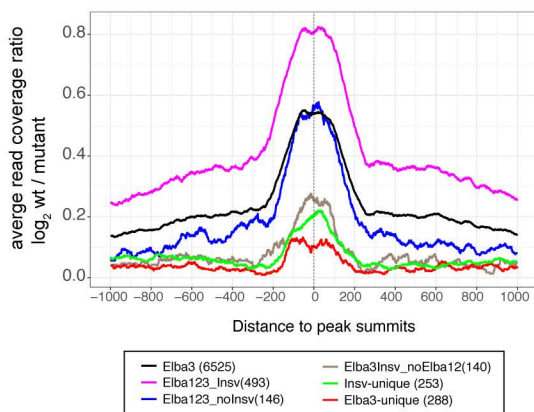 averge read coverage ratio
log2 wt / mutant
0.8
0.6
0.4
0.2
0.0
−1000 −800 −600 −400 −200 0 200 400 600 800 1000
Distance to peak summits
Elba3 (6525)
Elba123_Insv(493)
Elba123_noInsv(146)
Elba3Insv_noElba12(140)
Insv-unique (253)
Elba3-unique (288)